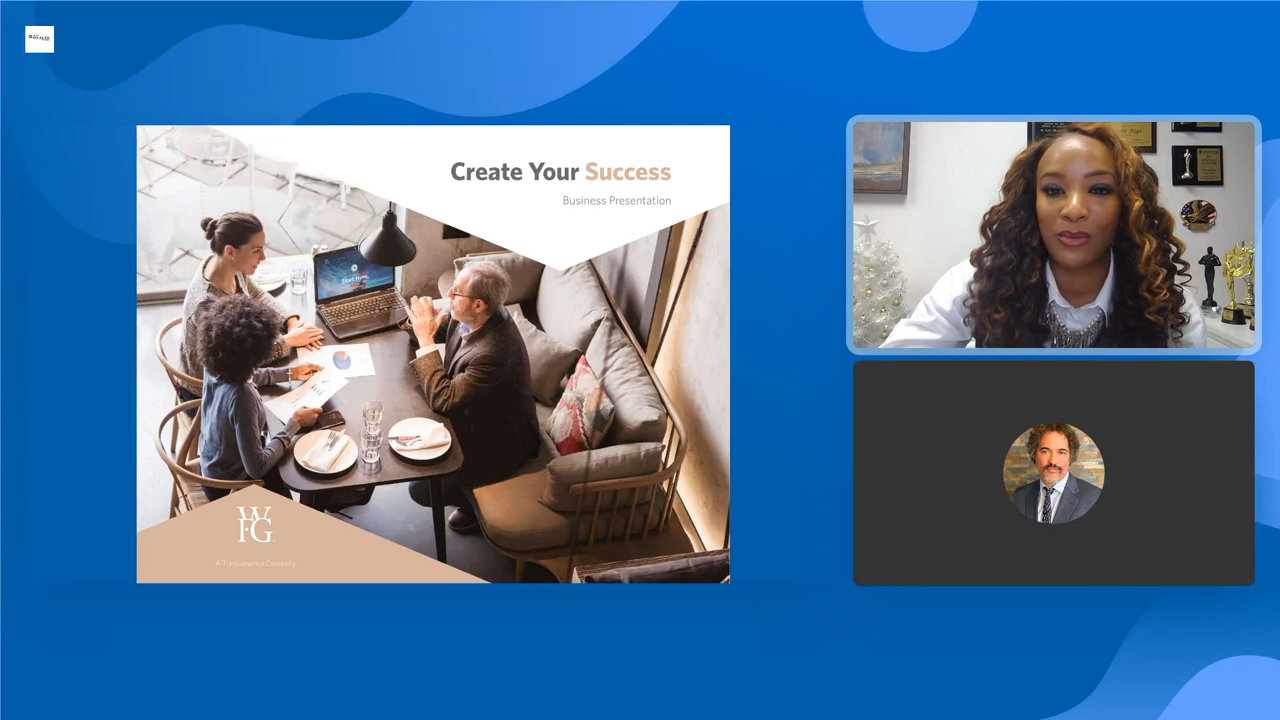 Create Your Success
Business Presentation
WFG
A Transamerica Company